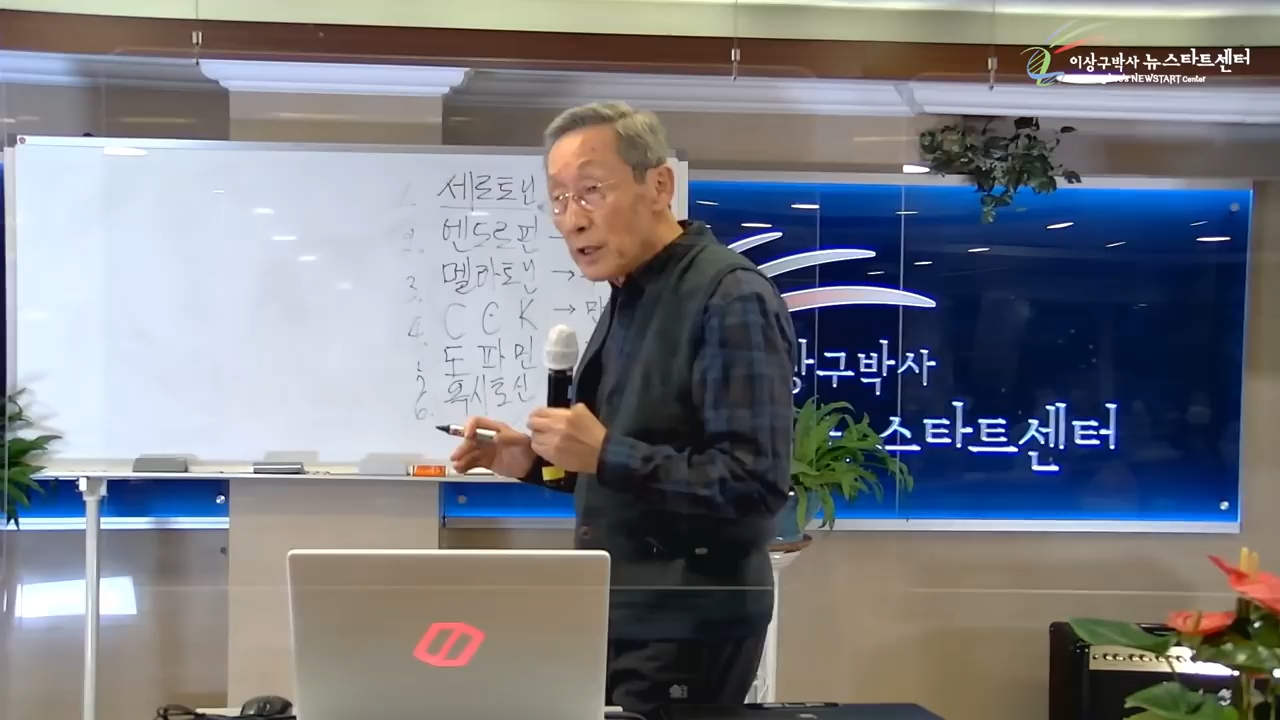 이상구박사 뉴스타트센터
NEWSTART Center
1. 세로토닌
2. 엔도르핀 →
3. 멜라토닌 →
4. C C K →
5. 도파민
6. 옥시토신
구박사
스타트센터